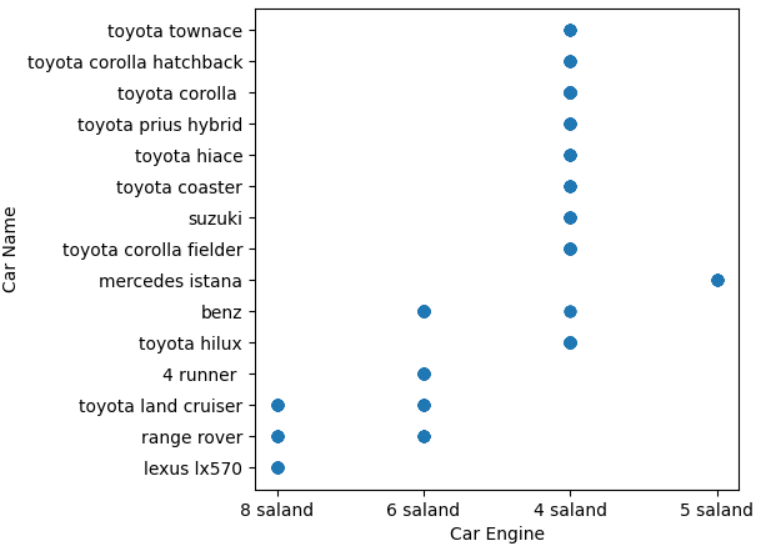 toyota townace
toyota corolla hatchback
toyota corolla
toyota prius hybrid
toyota hiace
toyota coaster
suzuki
toyota corolla fielder
mercedes istana
benz
toyota hilux
4 runner
toyota land cruiser
range rover
lexus lx570
Car Name
8 saland 6 saland 4 saland 5 saland
Car Engine